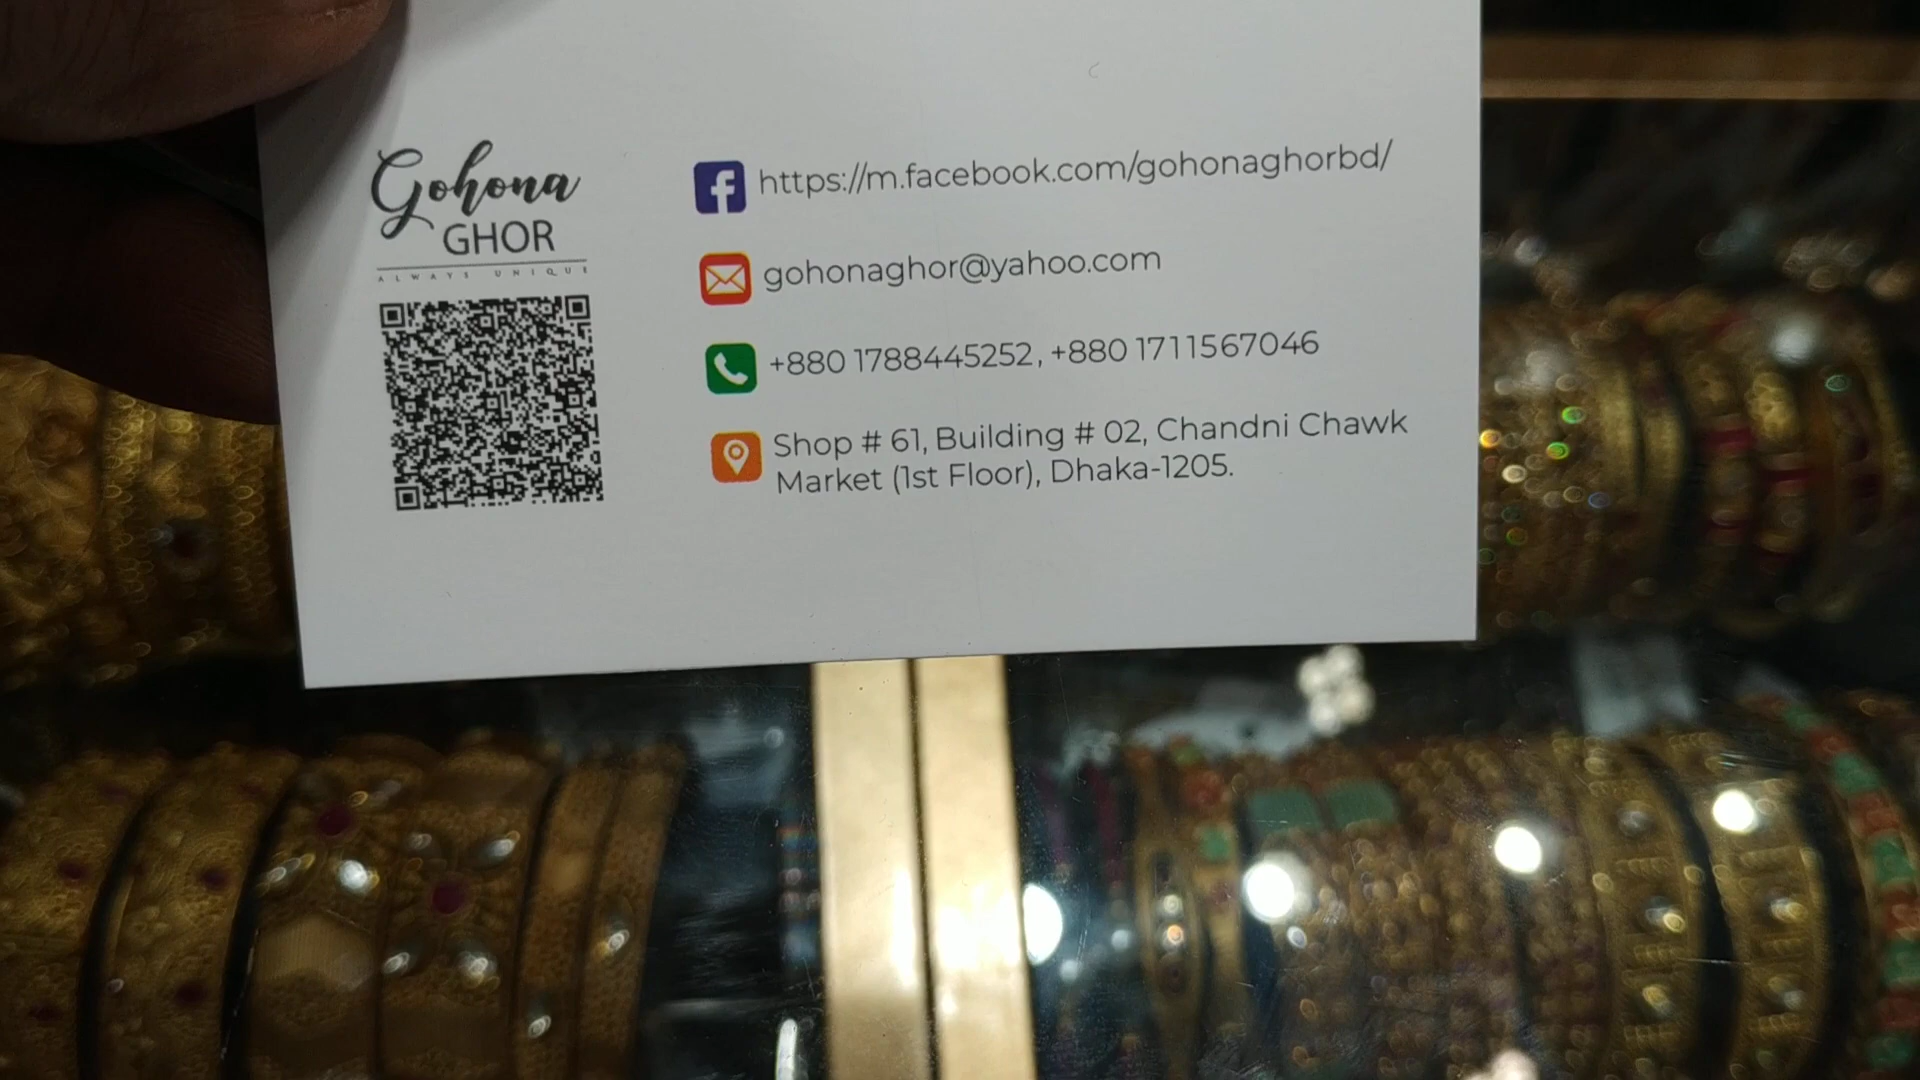 Gohona
GHOR
ALWAYS UNIQUE
https://m.facebook.com/gohonaghorbd/
gohonaghor@yahoo.com
+880 1788445252, +880 1711567046
Shop # 61, Building # 02, Chandni Chawk
Market (1st Floor), Dhaka-1205.